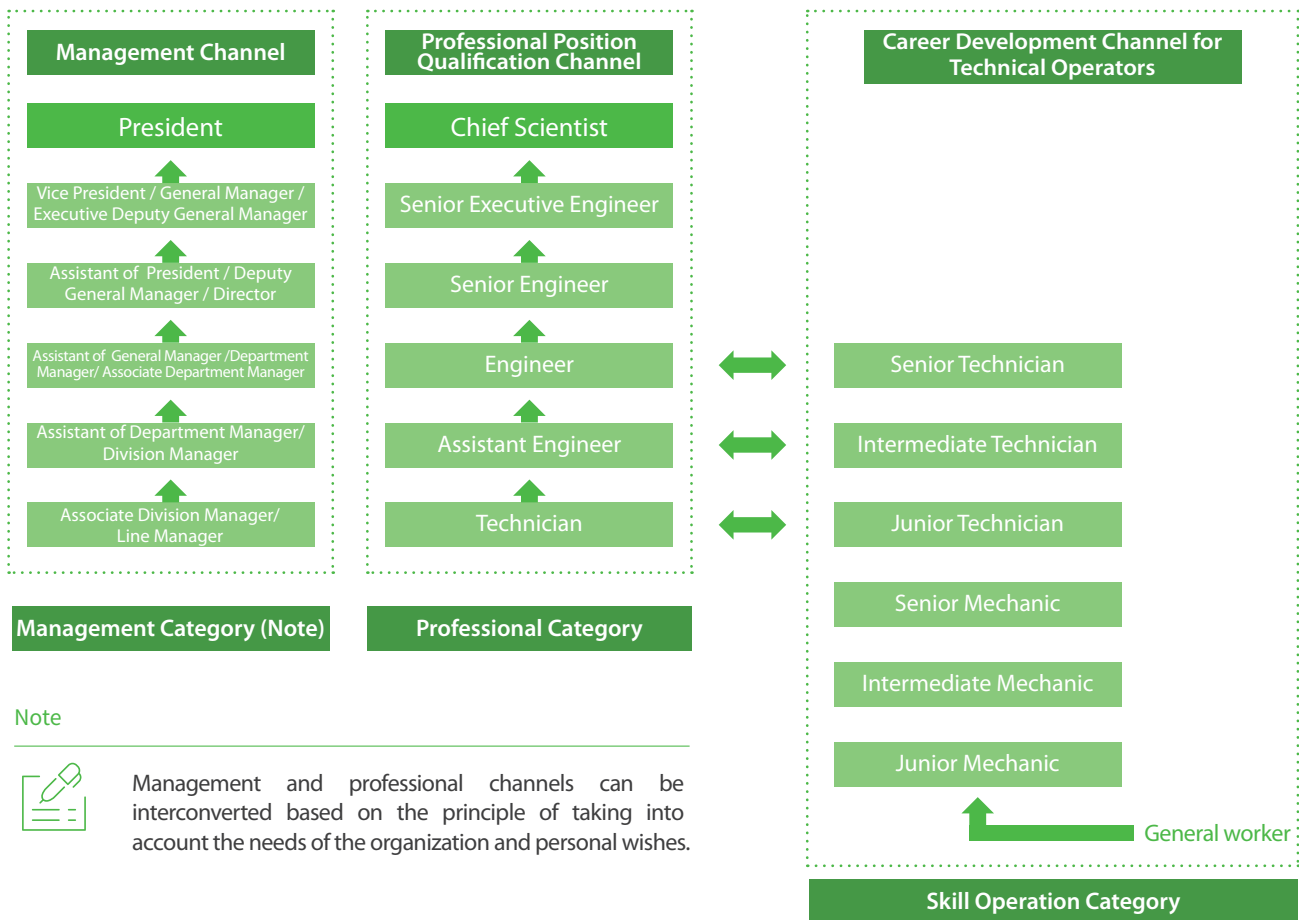 Management Channel
President
Vice President / General Manager /
Executive Deputy General Manager
Assistant of President / Deputy
General Manager / Director
Assistant of General Manager /Department
Manager/ Associate Department Manager
Assistant of Department Manager/
Division Manager
Associate Division Manager/
Line Manager
Management Category (Note)
Professional Position
Qualification Channel
Chief Scientist
Senior Executive Engineer
Senior Engineer
Engineer
Assistant Engineer
Technician
Professional Category
Career Development Channel for
Technical Operators
Senior Technician
Intermediate Technician
Junior Technician
Senior Mechanic
Intermediate Mechanic
Junior Mechanic
General worker
Skill Operation Category
Note
Management and professional channels can be
interconverted based on the principle of taking into
account the needs of the organization and personal wishes.